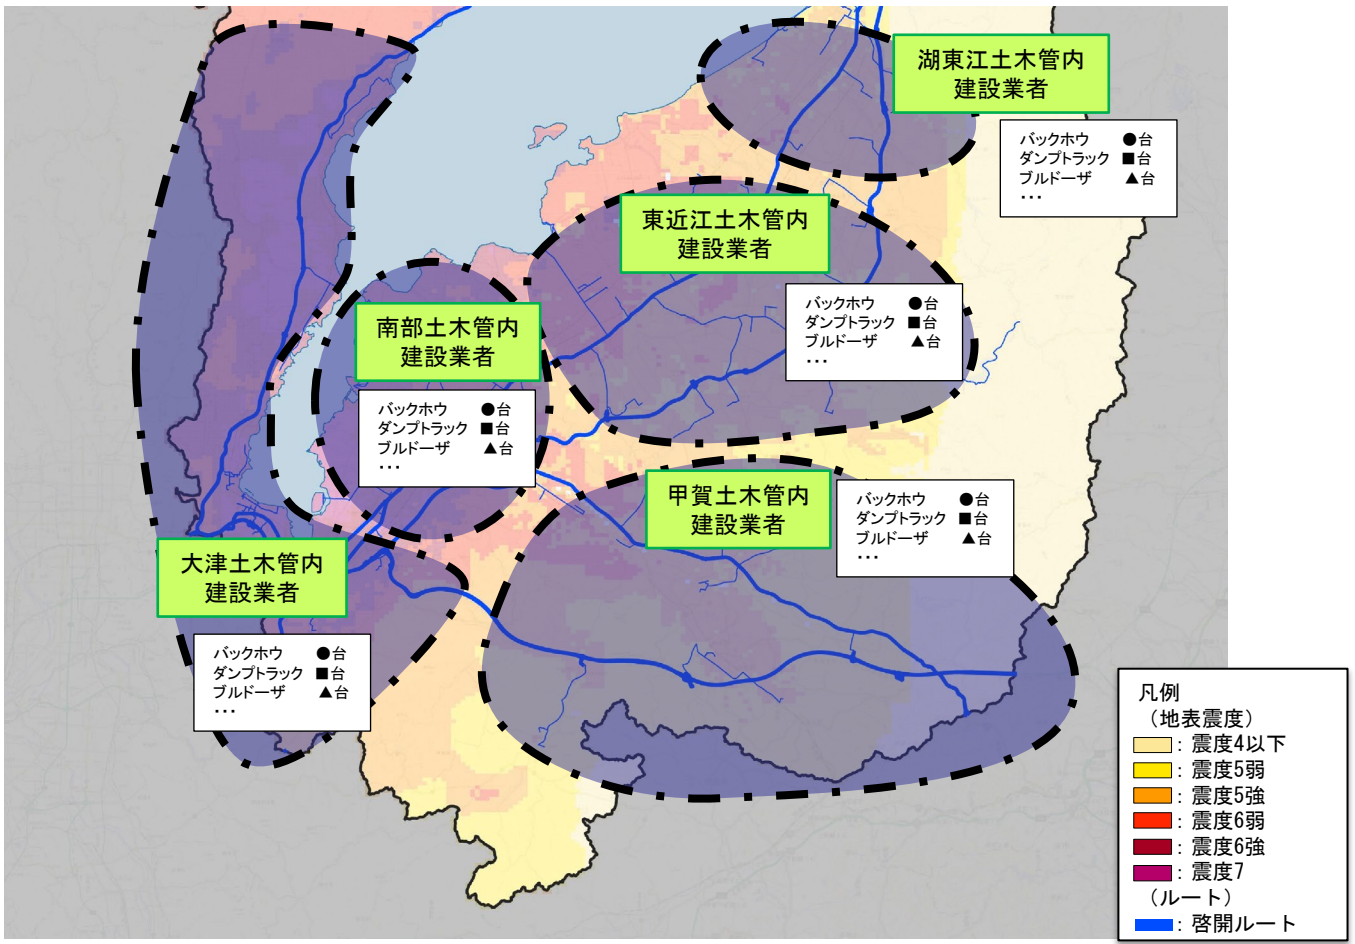 湖東江土木管内
建設業者
バックホウ ●台
ダンプトラック ■台
ブルドーザ ▲台
･･･
東近江土木管内
建設業者
バックホウ ●台
ダンプトラック ■台
ブルドーザ ▲台
･･･
南部土木管内
建設業者
バックホウ ●台
ダンプトラック ■台
ブルドーザ ▲台
･･･
甲賀土木管内
建設業者
バックホウ ●台
ダンプトラック ■台
ブルドーザ ▲台
･･･
大津土木管内
建設業者
バックホウ ●台
ダンプトラック ■台
ブルドーザ ▲台
･･･
凡例
（地表震度）
：震度4以下
：震度5弱
：震度5強
：震度6弱
：震度6強
：震度7
（ルート）
：啓開ルート